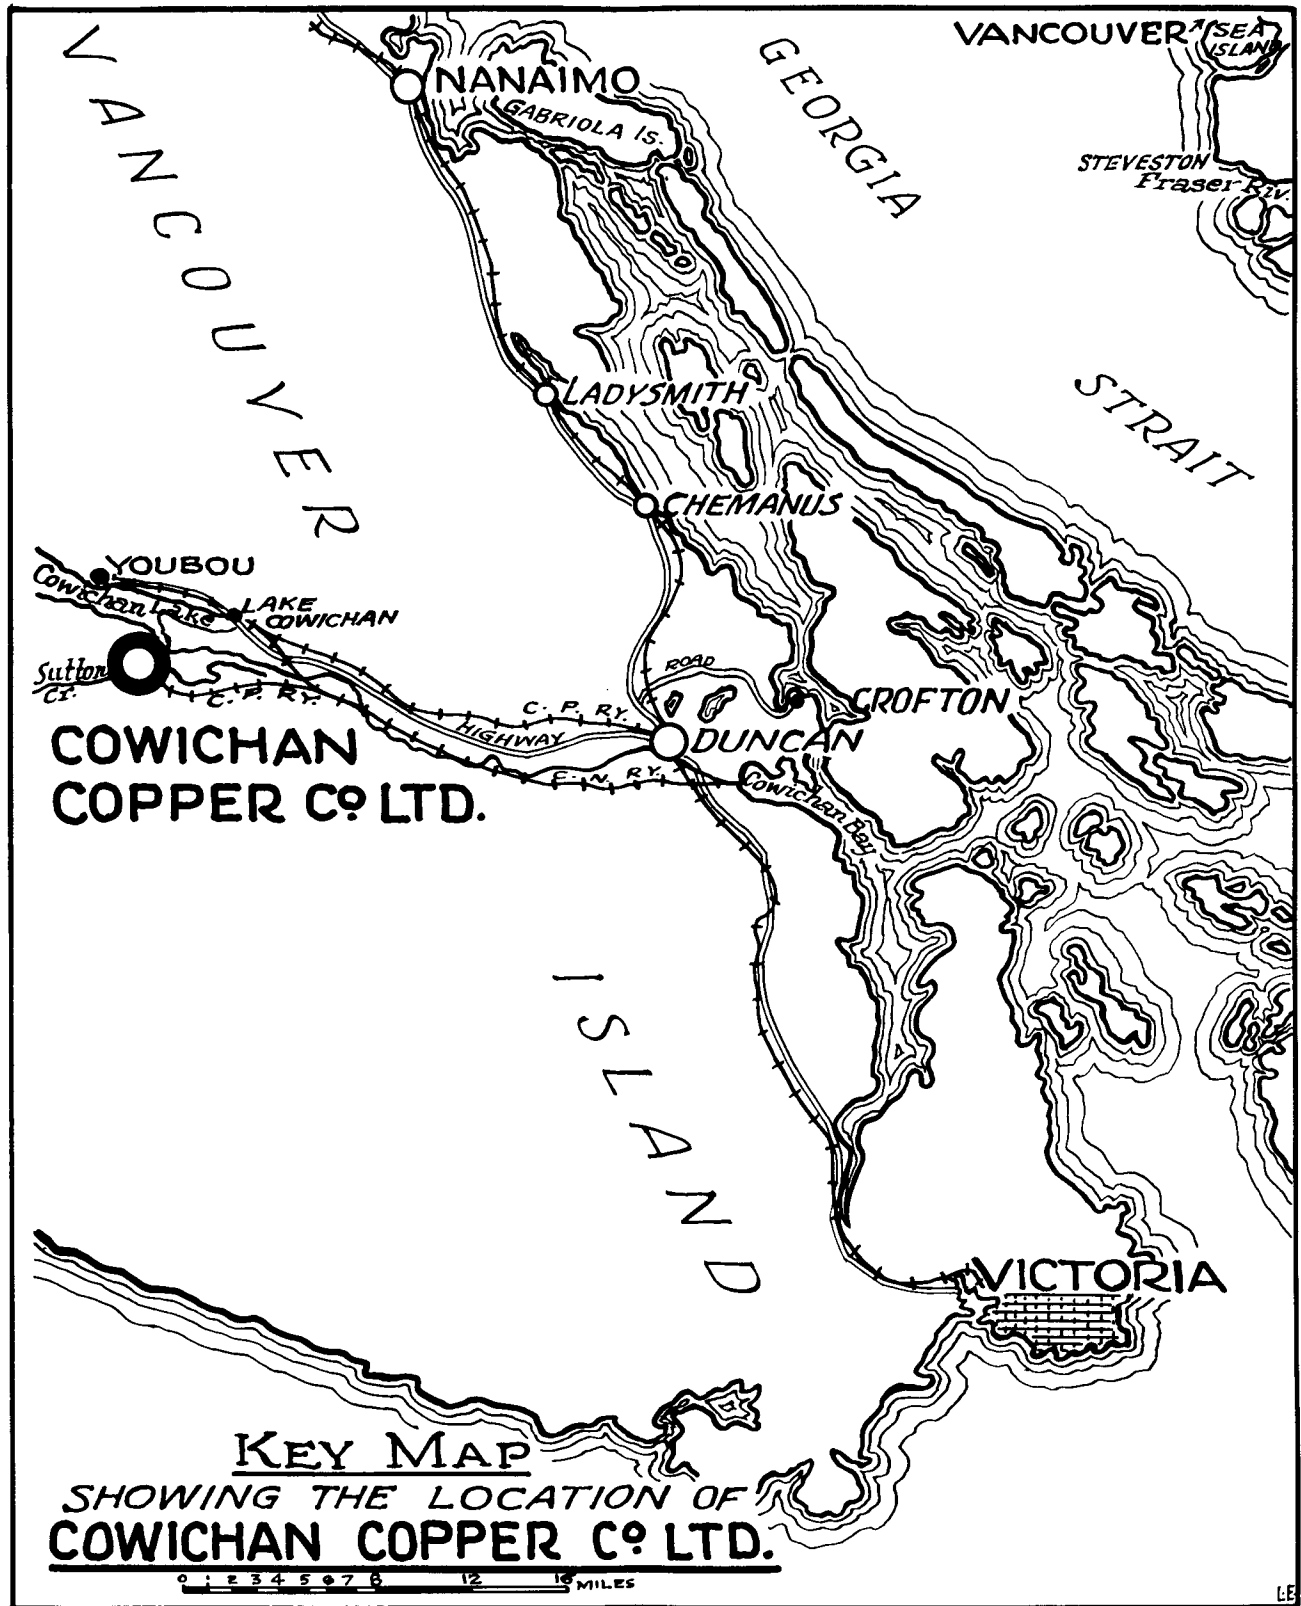 VANCOUVER
SEA
ISLAND
NANAIMO
GABRIOLA IS.
GEORGIA
STRAIT
STEVESTON
Fraser Riv.
VANCOUVER
ISLAND
LADYSMITH
CHEMANUS
YOUBOU
Cowichan Lake
LAKE
COWICHAN
Sutton
Cr.
C. P. RY.
ROAD
CROFTON
C. P. RY.
HIGHWAY
DUNCAN
C. N. RY.
Cowichan Bay
COWICHAN
COPPER CO LTD.
VICTORIA
KEY MAP
SHOWING THE LOCATION OF
COWICHAN COPPER CO LTD.
0 1 2 3 4 5 6 7 8 12 16 MILES
L.E.